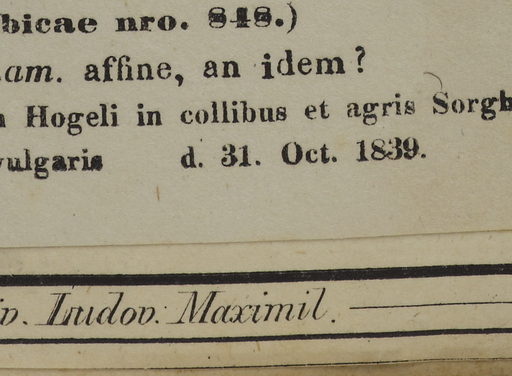 bicae nro. 848.)
am. affine, an idem?
Hogeli in collibus et agris Sorgh
vulgaris d. 31. Oct. 1839.
Ludov. Maximil.